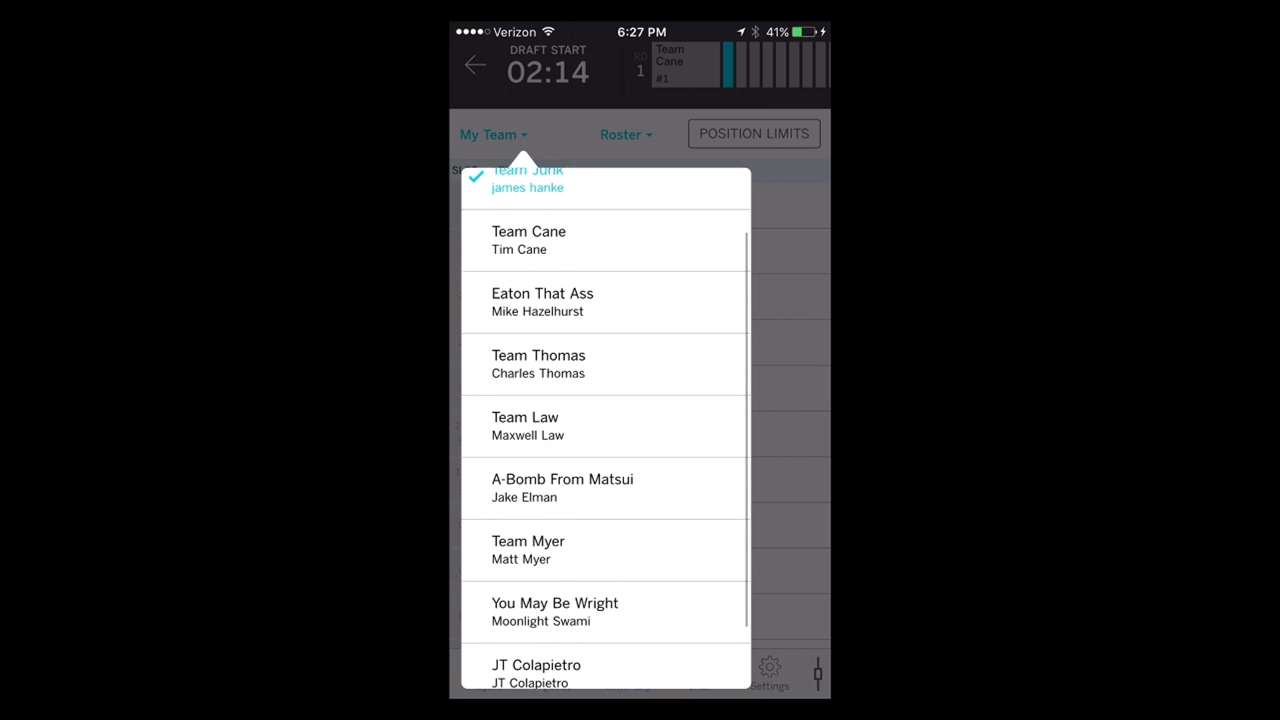 Verizon 6:27 PM 41%
DRAFT START
02:14
RD
1
Team
Cane
#1
My Team Roster POSITION LIMITS
Team Junk
james hanke
Team Cane
Tim Cane
Eaton That Ass
Mike Hazelhurst
Team Thomas
Charles Thomas
Team Law
Maxwell Law
A-Bomb From Matsui
Jake Elman
Team Myer
Matt Myer
You May Be Wright
Moonlight Swami
JT Colapietro
JT Colapietro
Settings